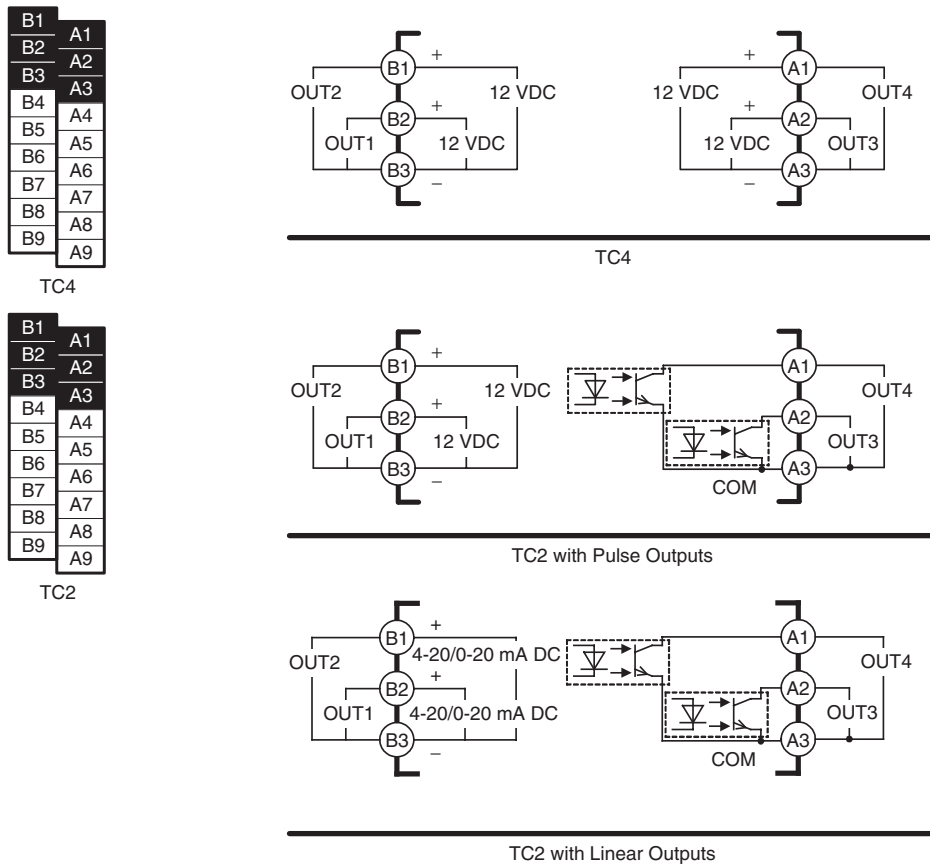 B1
B2
B3
B4
B5
B6
B7
B8
B9
A1
A2
A3
A4
A5
A6
A7
A8
A9
TC4
OUT2
OUT1
B1
B2
B3
+
+
–
12 VDC
12 VDC
12 VDC
12 VDC
+
+
–
A1
A2
A3
OUT4
OUT3
TC4
B1
B2
B3
B4
B5
B6
B7
B8
B9
A1
A2
A3
A4
A5
A6
A7
A8
A9
TC2
OUT2
OUT1
B1
B2
B3
+
+
–
12 VDC
12 VDC
A1
A2
A3
COM
OUT4
OUT3
TC2 with Pulse Outputs
OUT2
OUT1
B1
B2
B3
+
4-20/0-20 mA DC
+
4-20/0-20 mA DC
–
A1
A2
A3
COM
OUT4
OUT3
TC2 with Linear Outputs